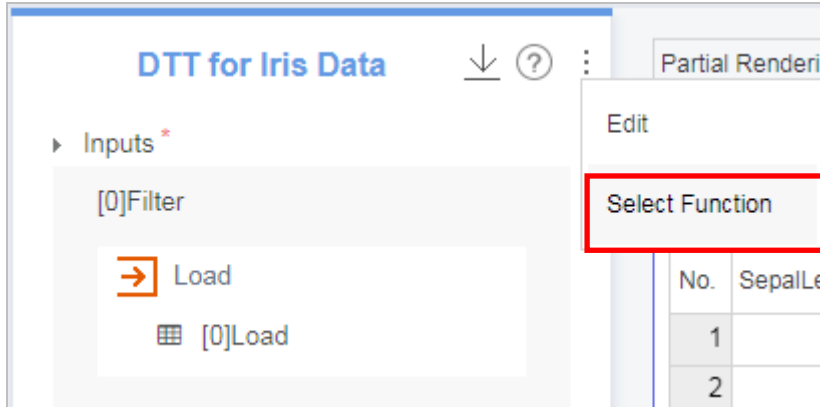 DTT for Iris Data
?
Partial Renderi
Edit
Inputs *
[0]Filter
Select Function
Load
No. SepalLe
[0]Load
1
2